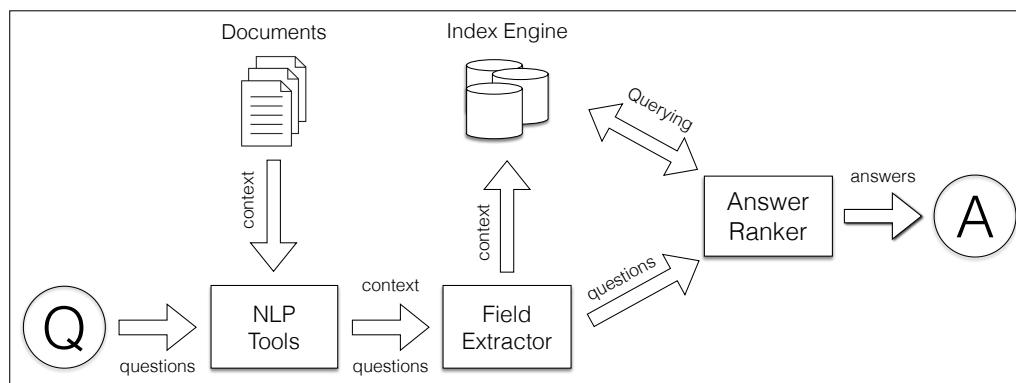 Documents
Index Engine
Querying
context
context
answers
Answer
Ranker
A
questions
context
Q
NLP
Tools
Field
Extractor
questions
questions